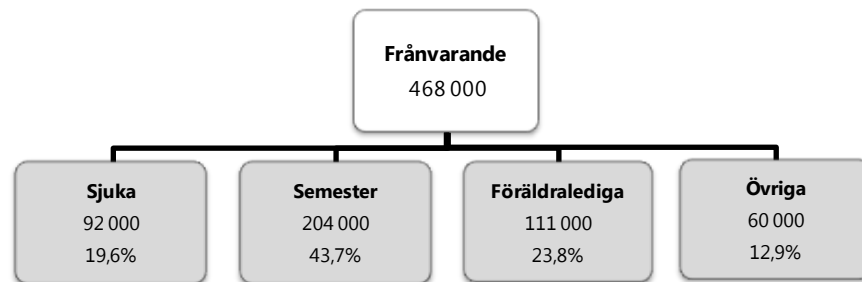 Frånvarande
468 000
Sjuka
92 000
19,6%
Semester
204 000
43,7%
Föräldralediga
111 000
23,8%
Övriga
60 000
12,9%